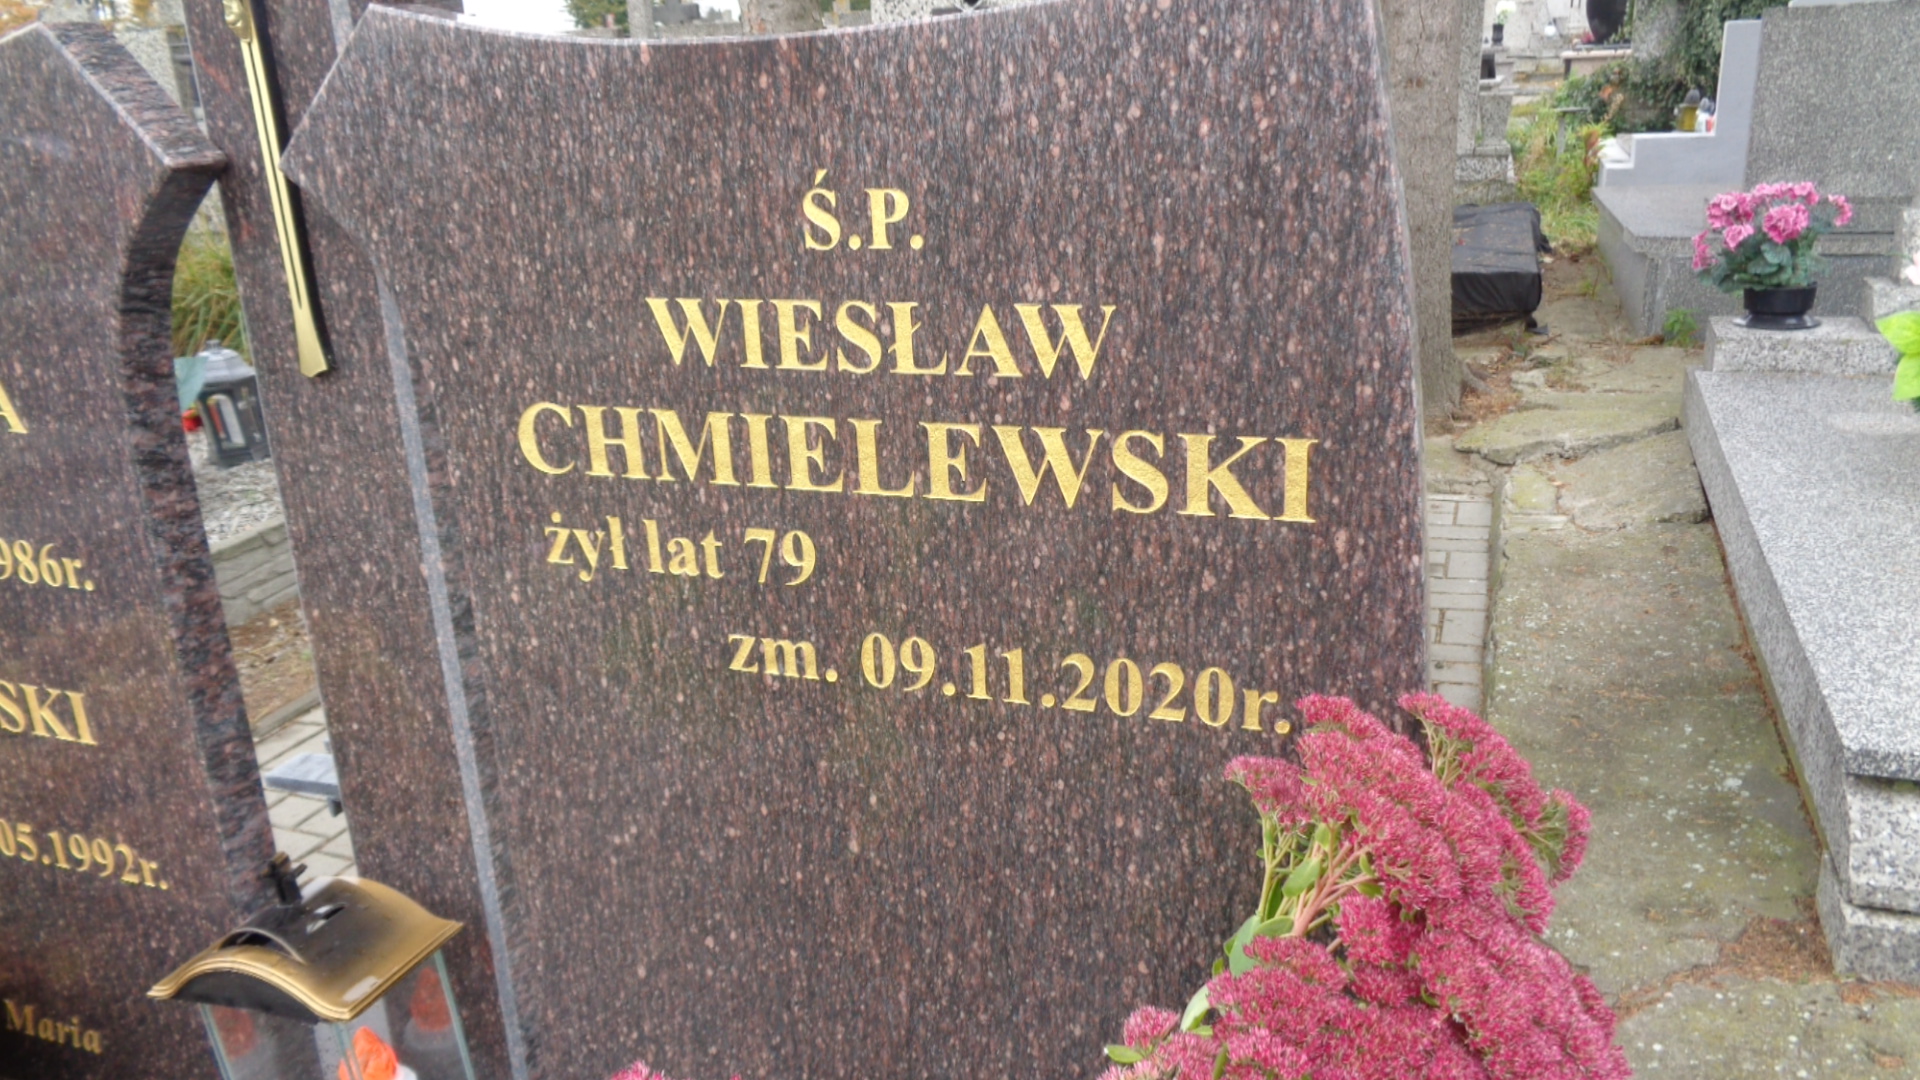 A
986r.
SKI
05.1992r.
Maria
Ś.P.
WIESŁAW
CHMIELEWSKI
żył lat 79
zm. 09.11.2020r.